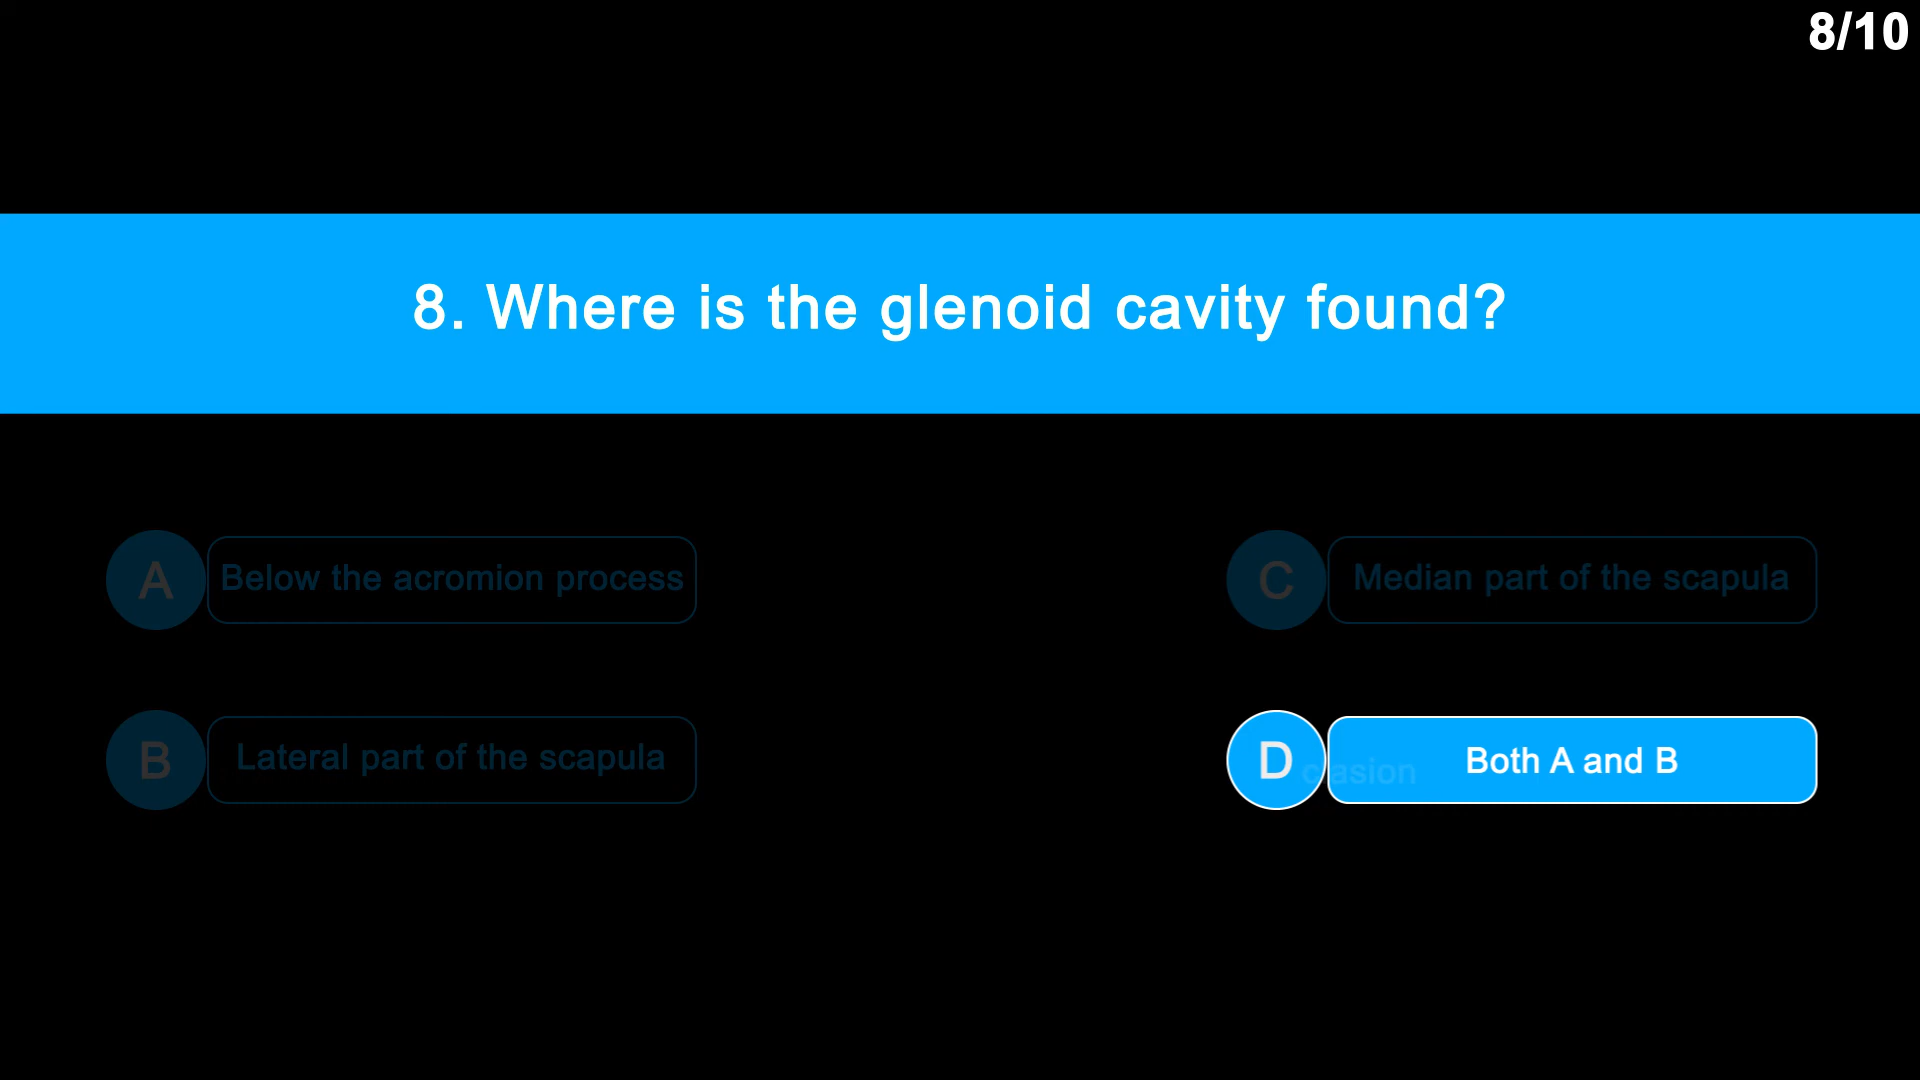 8/10
8. Where is the glenoid cavity found?
A Below the acromion process
B Lateral part of the scapula
C Median part of the scapula
D Both A and B